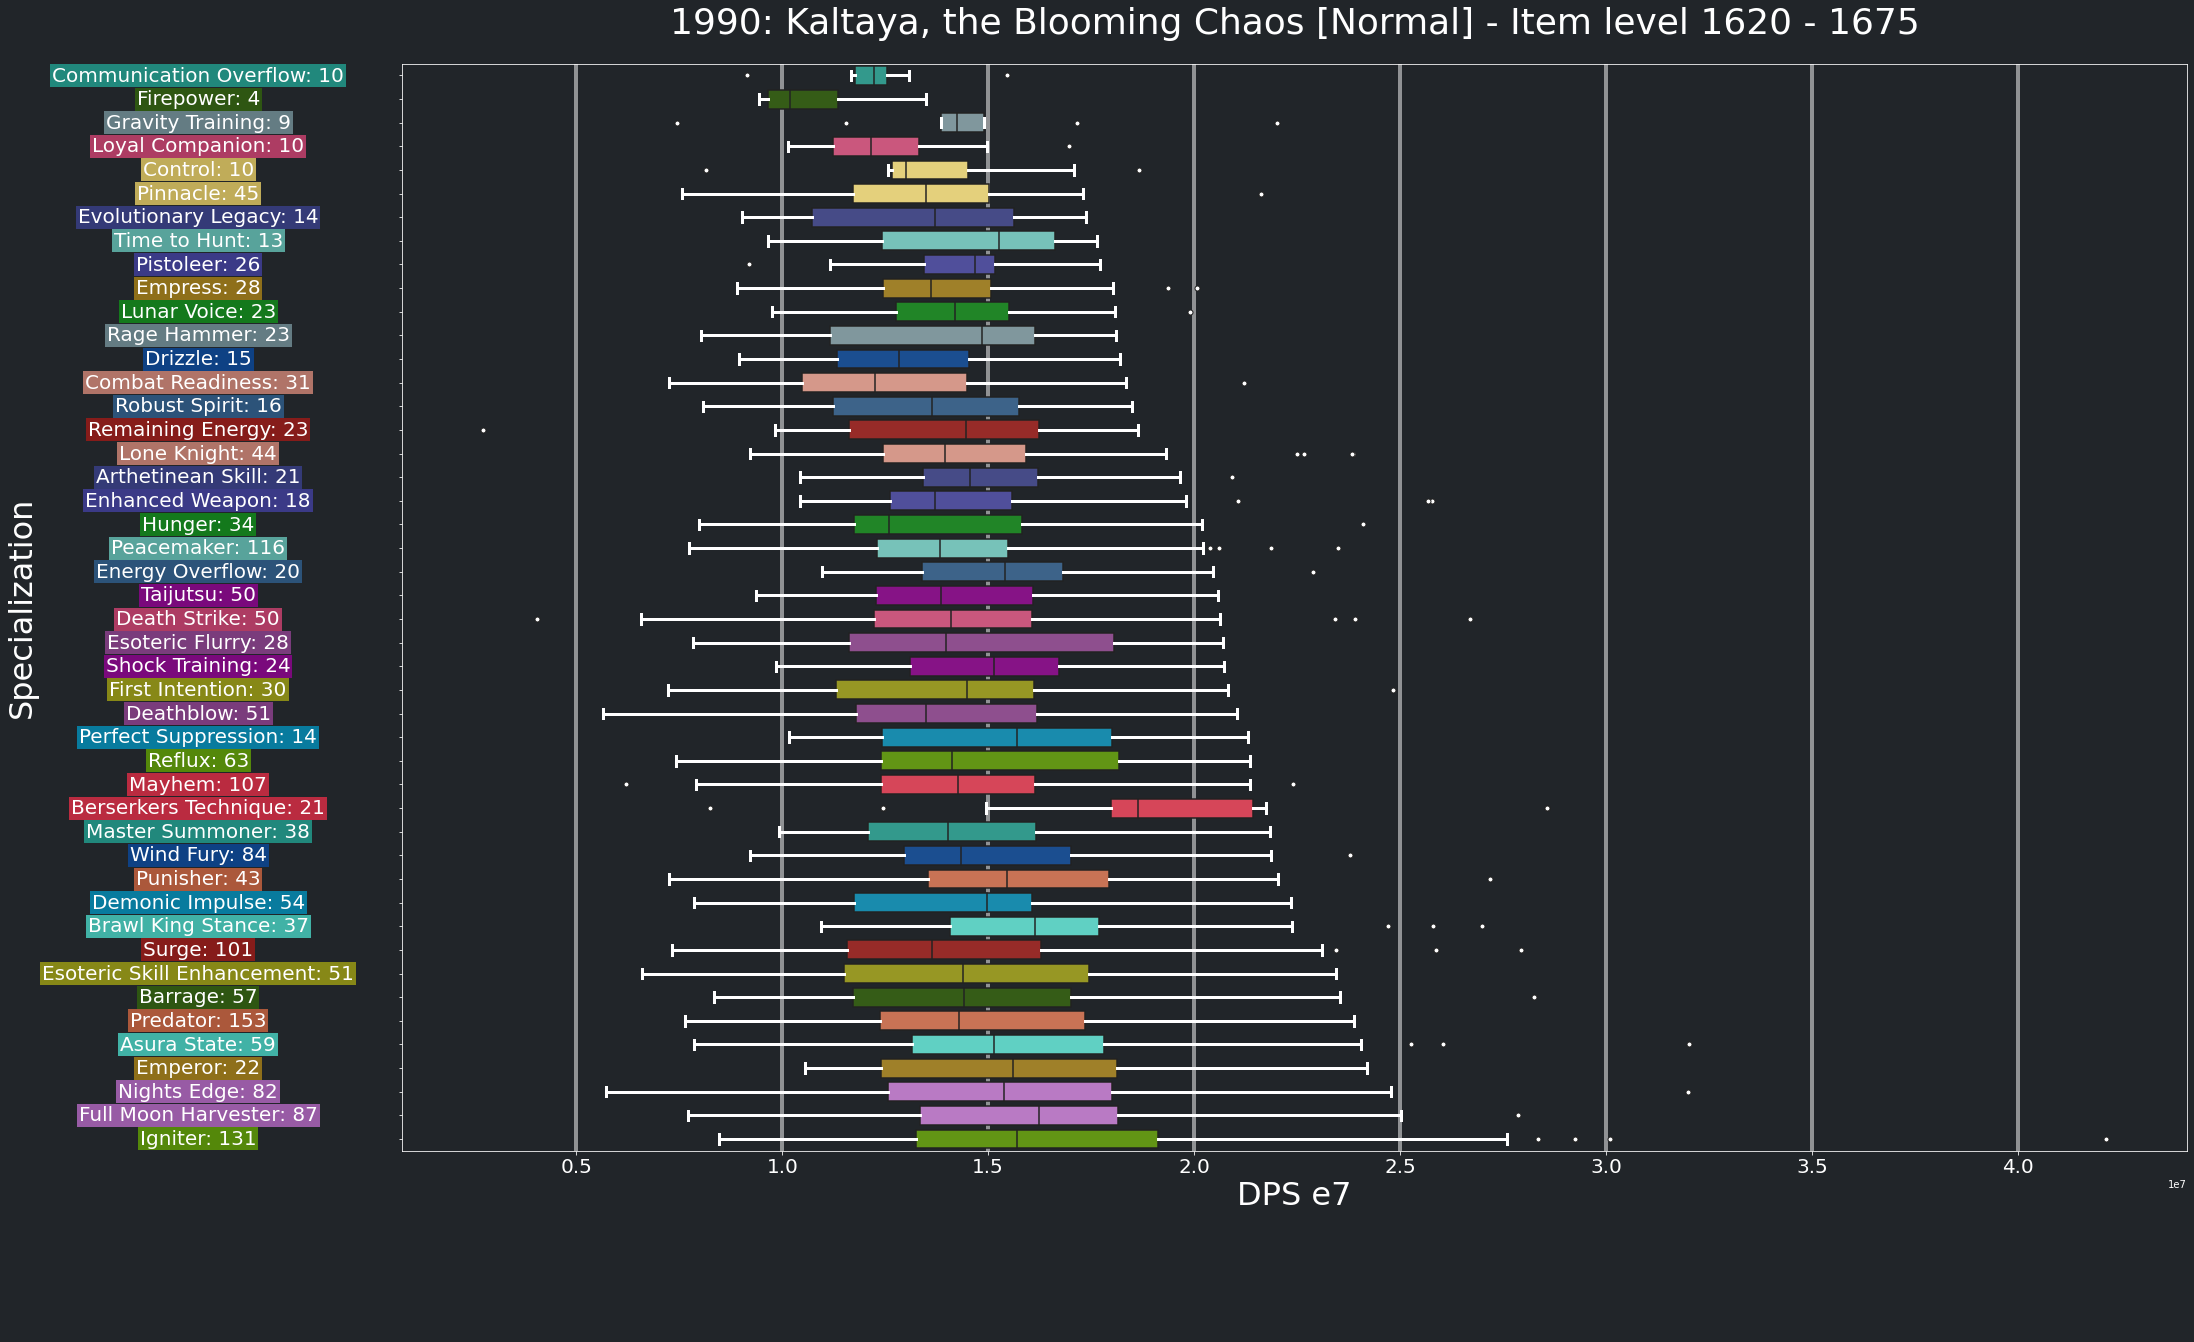 1990: Kaltaya, the Blooming Chaos [Normal] - Item level 1620 - 1675
Specialization
Communication Overflow: 10
Firepower: 4
Gravity Training: 9
Loyal Companion: 10
Control: 10
Pinnacle: 45
Evolutionary Legacy: 14
Time to Hunt: 13
Pistoleer: 26
Empress: 28
Lunar Voice: 23
Rage Hammer: 23
Drizzle: 15
Combat Readiness: 31
Robust Spirit: 16
Remaining Energy: 23
Lone Knight: 44
Arthetinean Skill: 21
Enhanced Weapon: 18
Hunger: 34
Peacemaker: 116
Energy Overflow: 20
Taijutsu: 50
Death Strike: 50
Esoteric Flurry: 28
Shock Training: 24
First Intention: 30
Deathblow: 51
Perfect Suppression: 14
Reflux: 63
Mayhem: 107
Berserkers Technique: 21
Master Summoner: 38
Wind Fury: 84
Punisher: 43
Demonic Impulse: 54
Brawl King Stance: 37
Surge: 101
Esoteric Skill Enhancement: 51
Barrage: 57
Predator: 153
Asura State: 59
Emperor: 22
Nights Edge: 82
Full Moon Harvester: 87
Igniter: 131
0.5 1.0 1.5 2.0 2.5 3.0 3.5 4.0
1e7
DPS e7